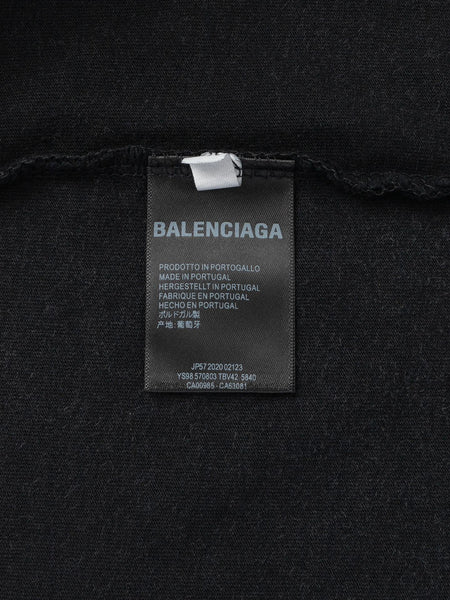 BALENCIAGA
PRODOTTO IN PORTOGALLO
MADE IN PORTUGAL
HERGESTELLT IN PORTUGAL
FABRIQUE EN PORTUGAL
HECHO EN PORTUGAL
ポルトガル製
产地:葡萄牙
JP57 2020 02123
YS98 570803 TBV42 5840
CA00985 - CA53081